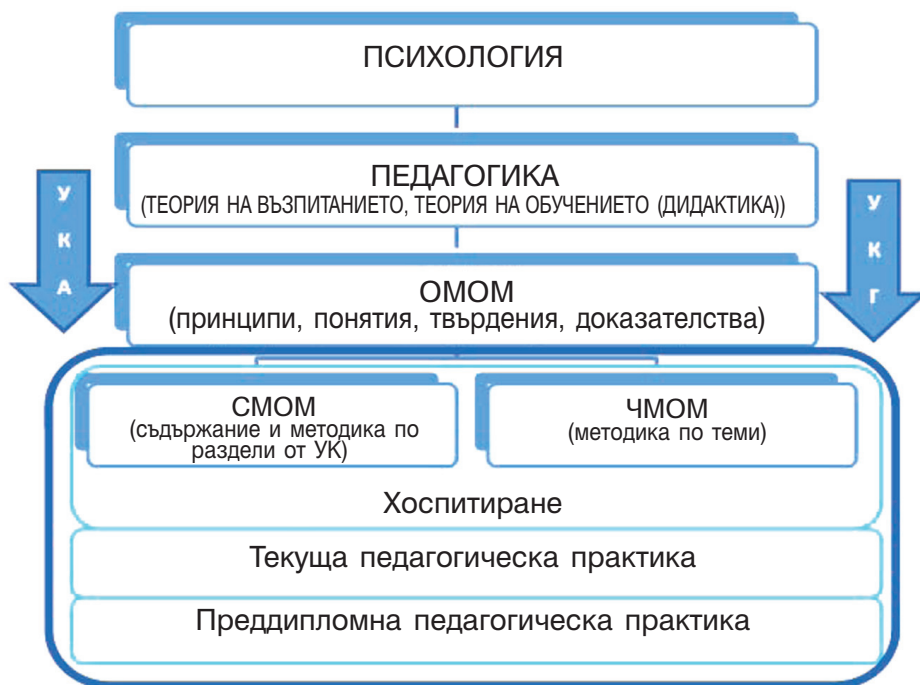 ПСИХОЛОГИЯ
ПЕДАГОГИКА
(ТЕОРИЯ НА ВЪЗПИТАНИЕТО, ТЕОРИЯ НА ОБУЧЕНИЕТО (ДИДАКТИКА))
У
К
А
У
К
Г
ОМОМ
(принципи, понятия, твърдения, доказателства)
СМОМ
(съдържание и методика по
раздели от УК)
ЧМОМ
(методика по теми)
Хоспитиране
Текуща педагогическа практика
Преддипломна педагогическа практика